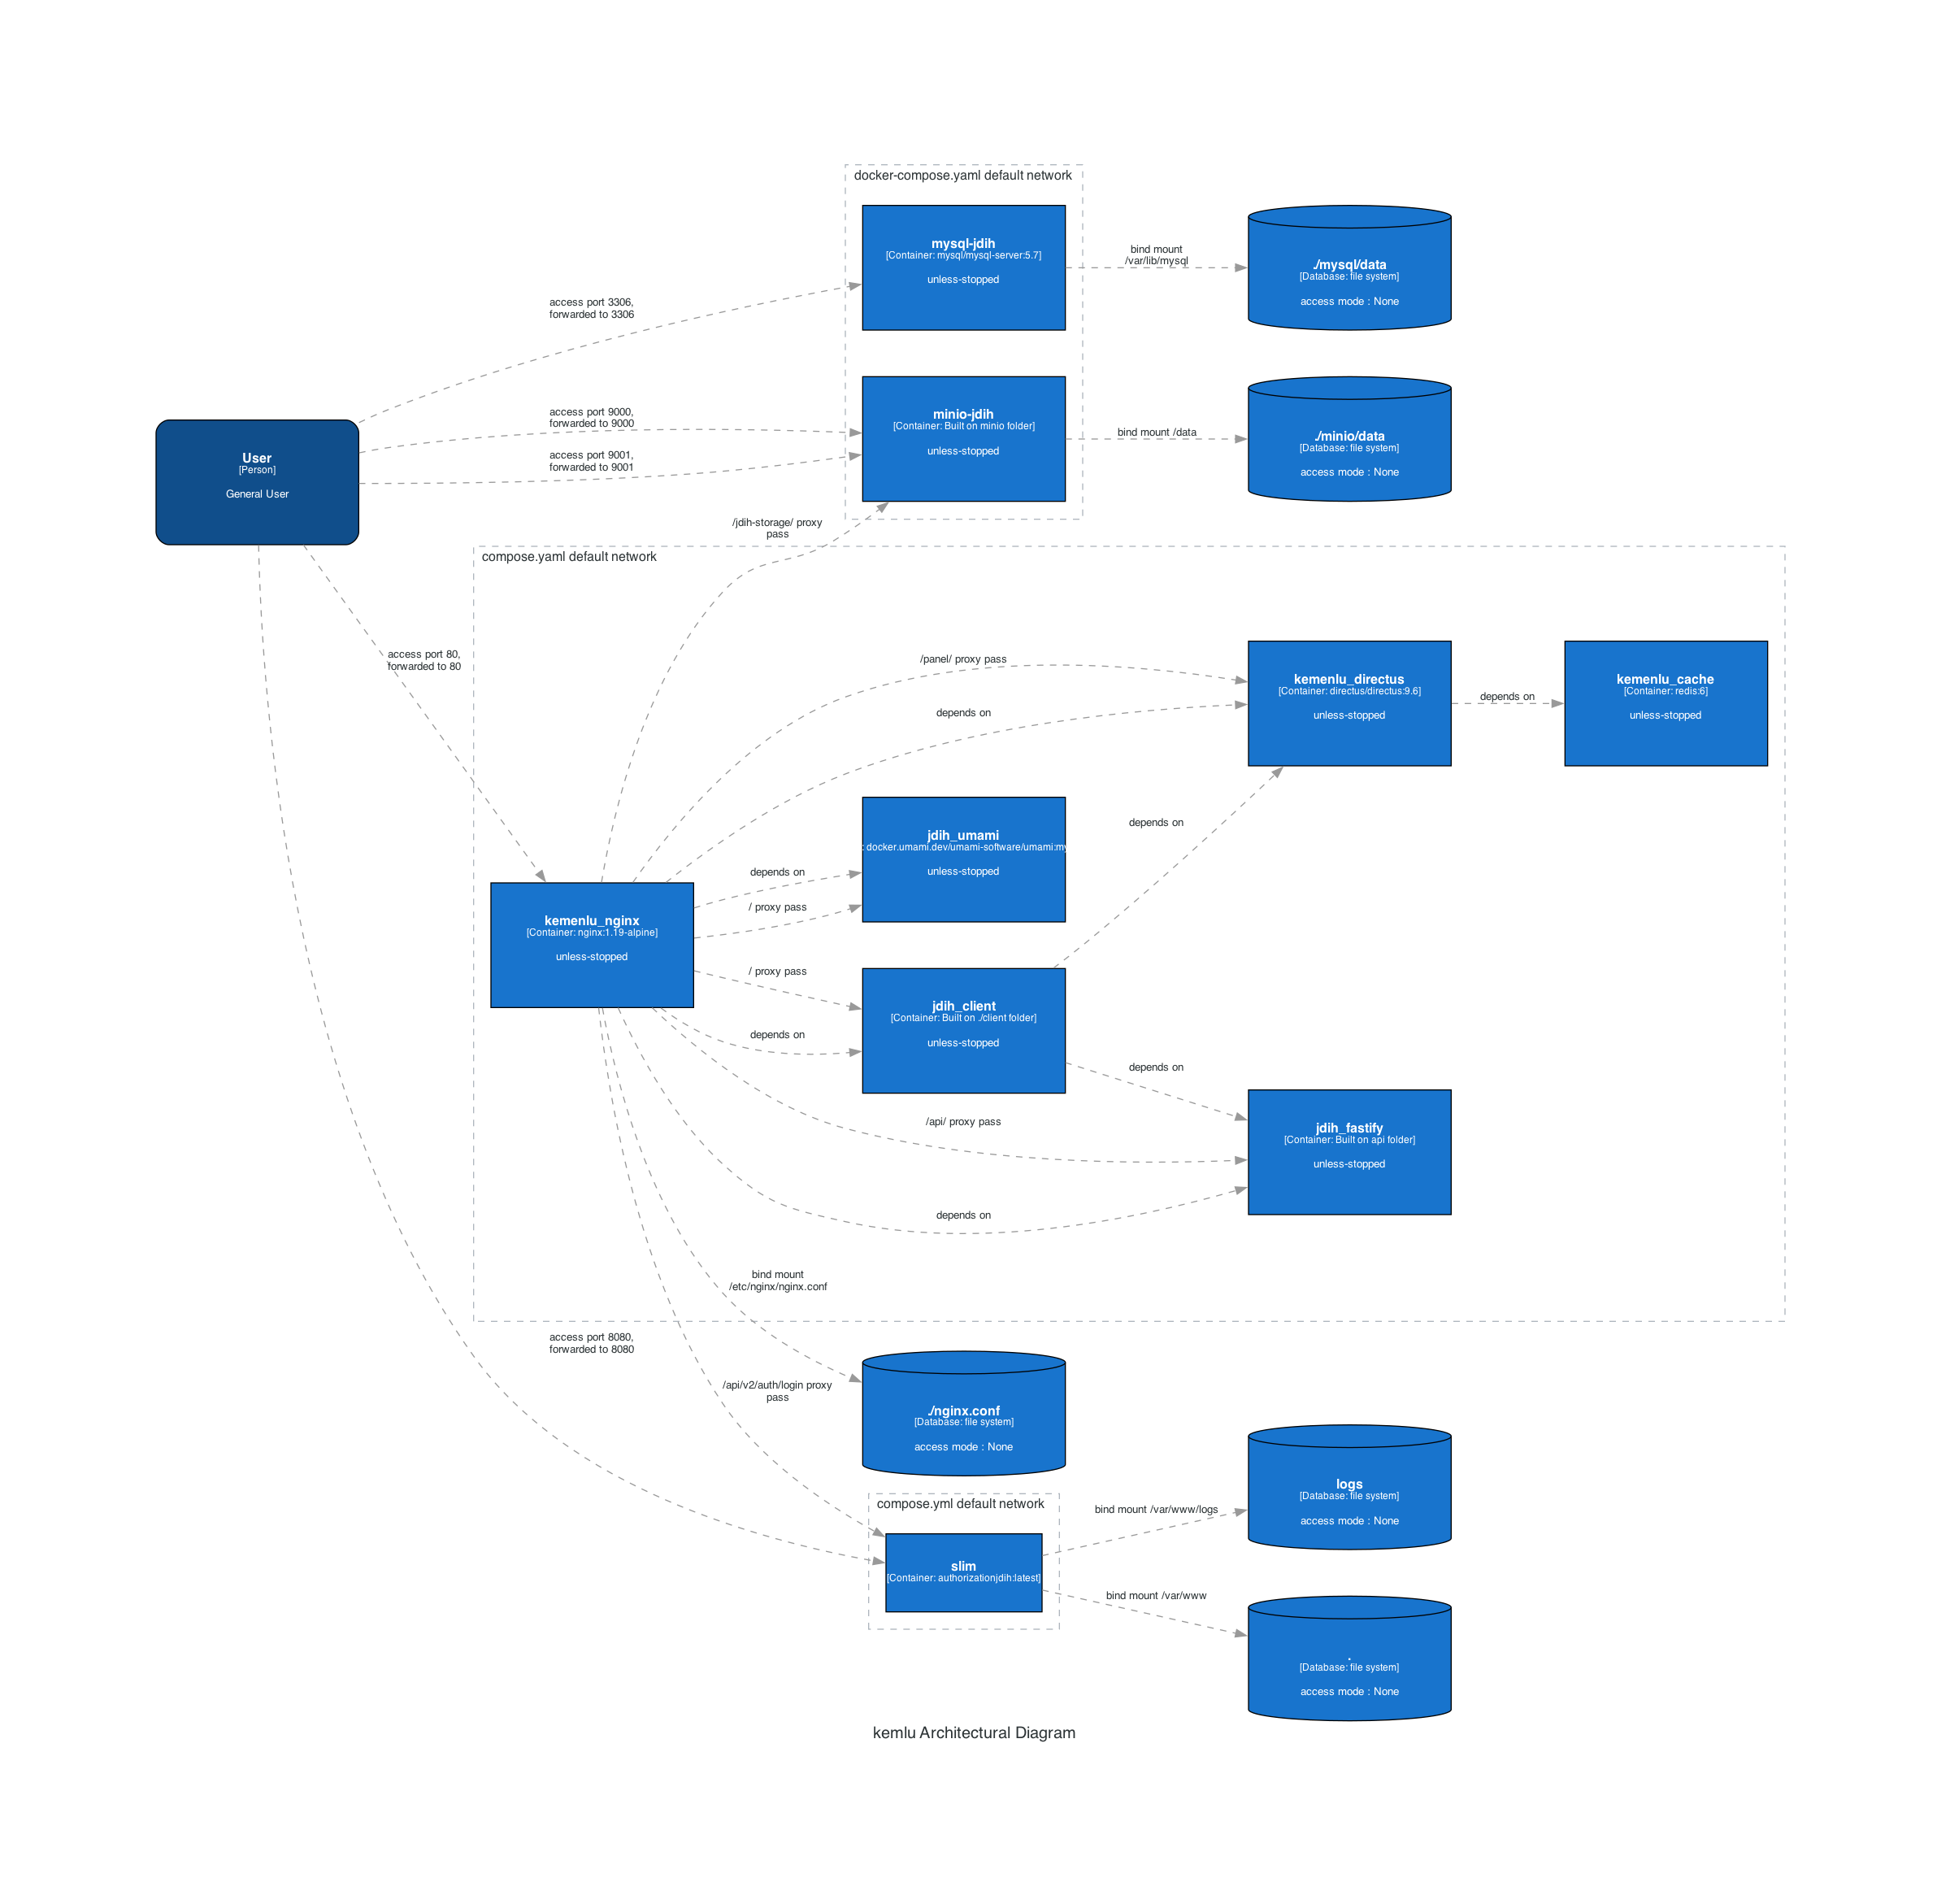 docker-compose.yaml default network
mysql-jdih
[Container: mysql/mysql-server:5.7]
unless-stopped
bind mount
/var/lib/mysql
./mysql/data
[Database: file system]
access mode : None
access port 3306,
forwarded to 3306
minio-jdih
[Container: Built on minio folder]
unless-stopped
bind mount /data
./minio/data
[Database: file system]
access mode : None
access port 9000,
forwarded to 9000
access port 9001,
forwarded to 9001
User
[Person]
General User
/jdih-storage/ proxy
pass
compose.yaml default network
access port 80,
forwarded to 80
/panel/ proxy pass
depends on
kemenlu_directus
[Container: directus/directus:9.6]
unless-stopped
depends on
kemenlu_cache
[Container: redis:6]
unless-stopped
jdih_umami
: docker.umami.dev/umami-software/umami:my
unless-stopped
depends on
depends on
/ proxy pass
kemenlu_nginx
[Container: nginx:1.19-alpine]
unless-stopped
/ proxy pass
depends on
jdih_client
[Container: Built on ./client folder]
unless-stopped
depends on
/api/ proxy pass
jdih_fastify
[Container: Built on api folder]
unless-stopped
depends on
bind mount
/etc/nginx/nginx.conf
access port 8080,
forwarded to 8080
/api/v2/auth/login proxy
pass
./nginx.conf
[Database: file system]
access mode : None
compose.yml default network
slim
[Container: authorizationjdih:latest]
bind mount /var/www/logs
logs
[Database: file system]
access mode : None
bind mount /var/www
.
[Database: file system]
access mode : None
kemlu Architectural Diagram